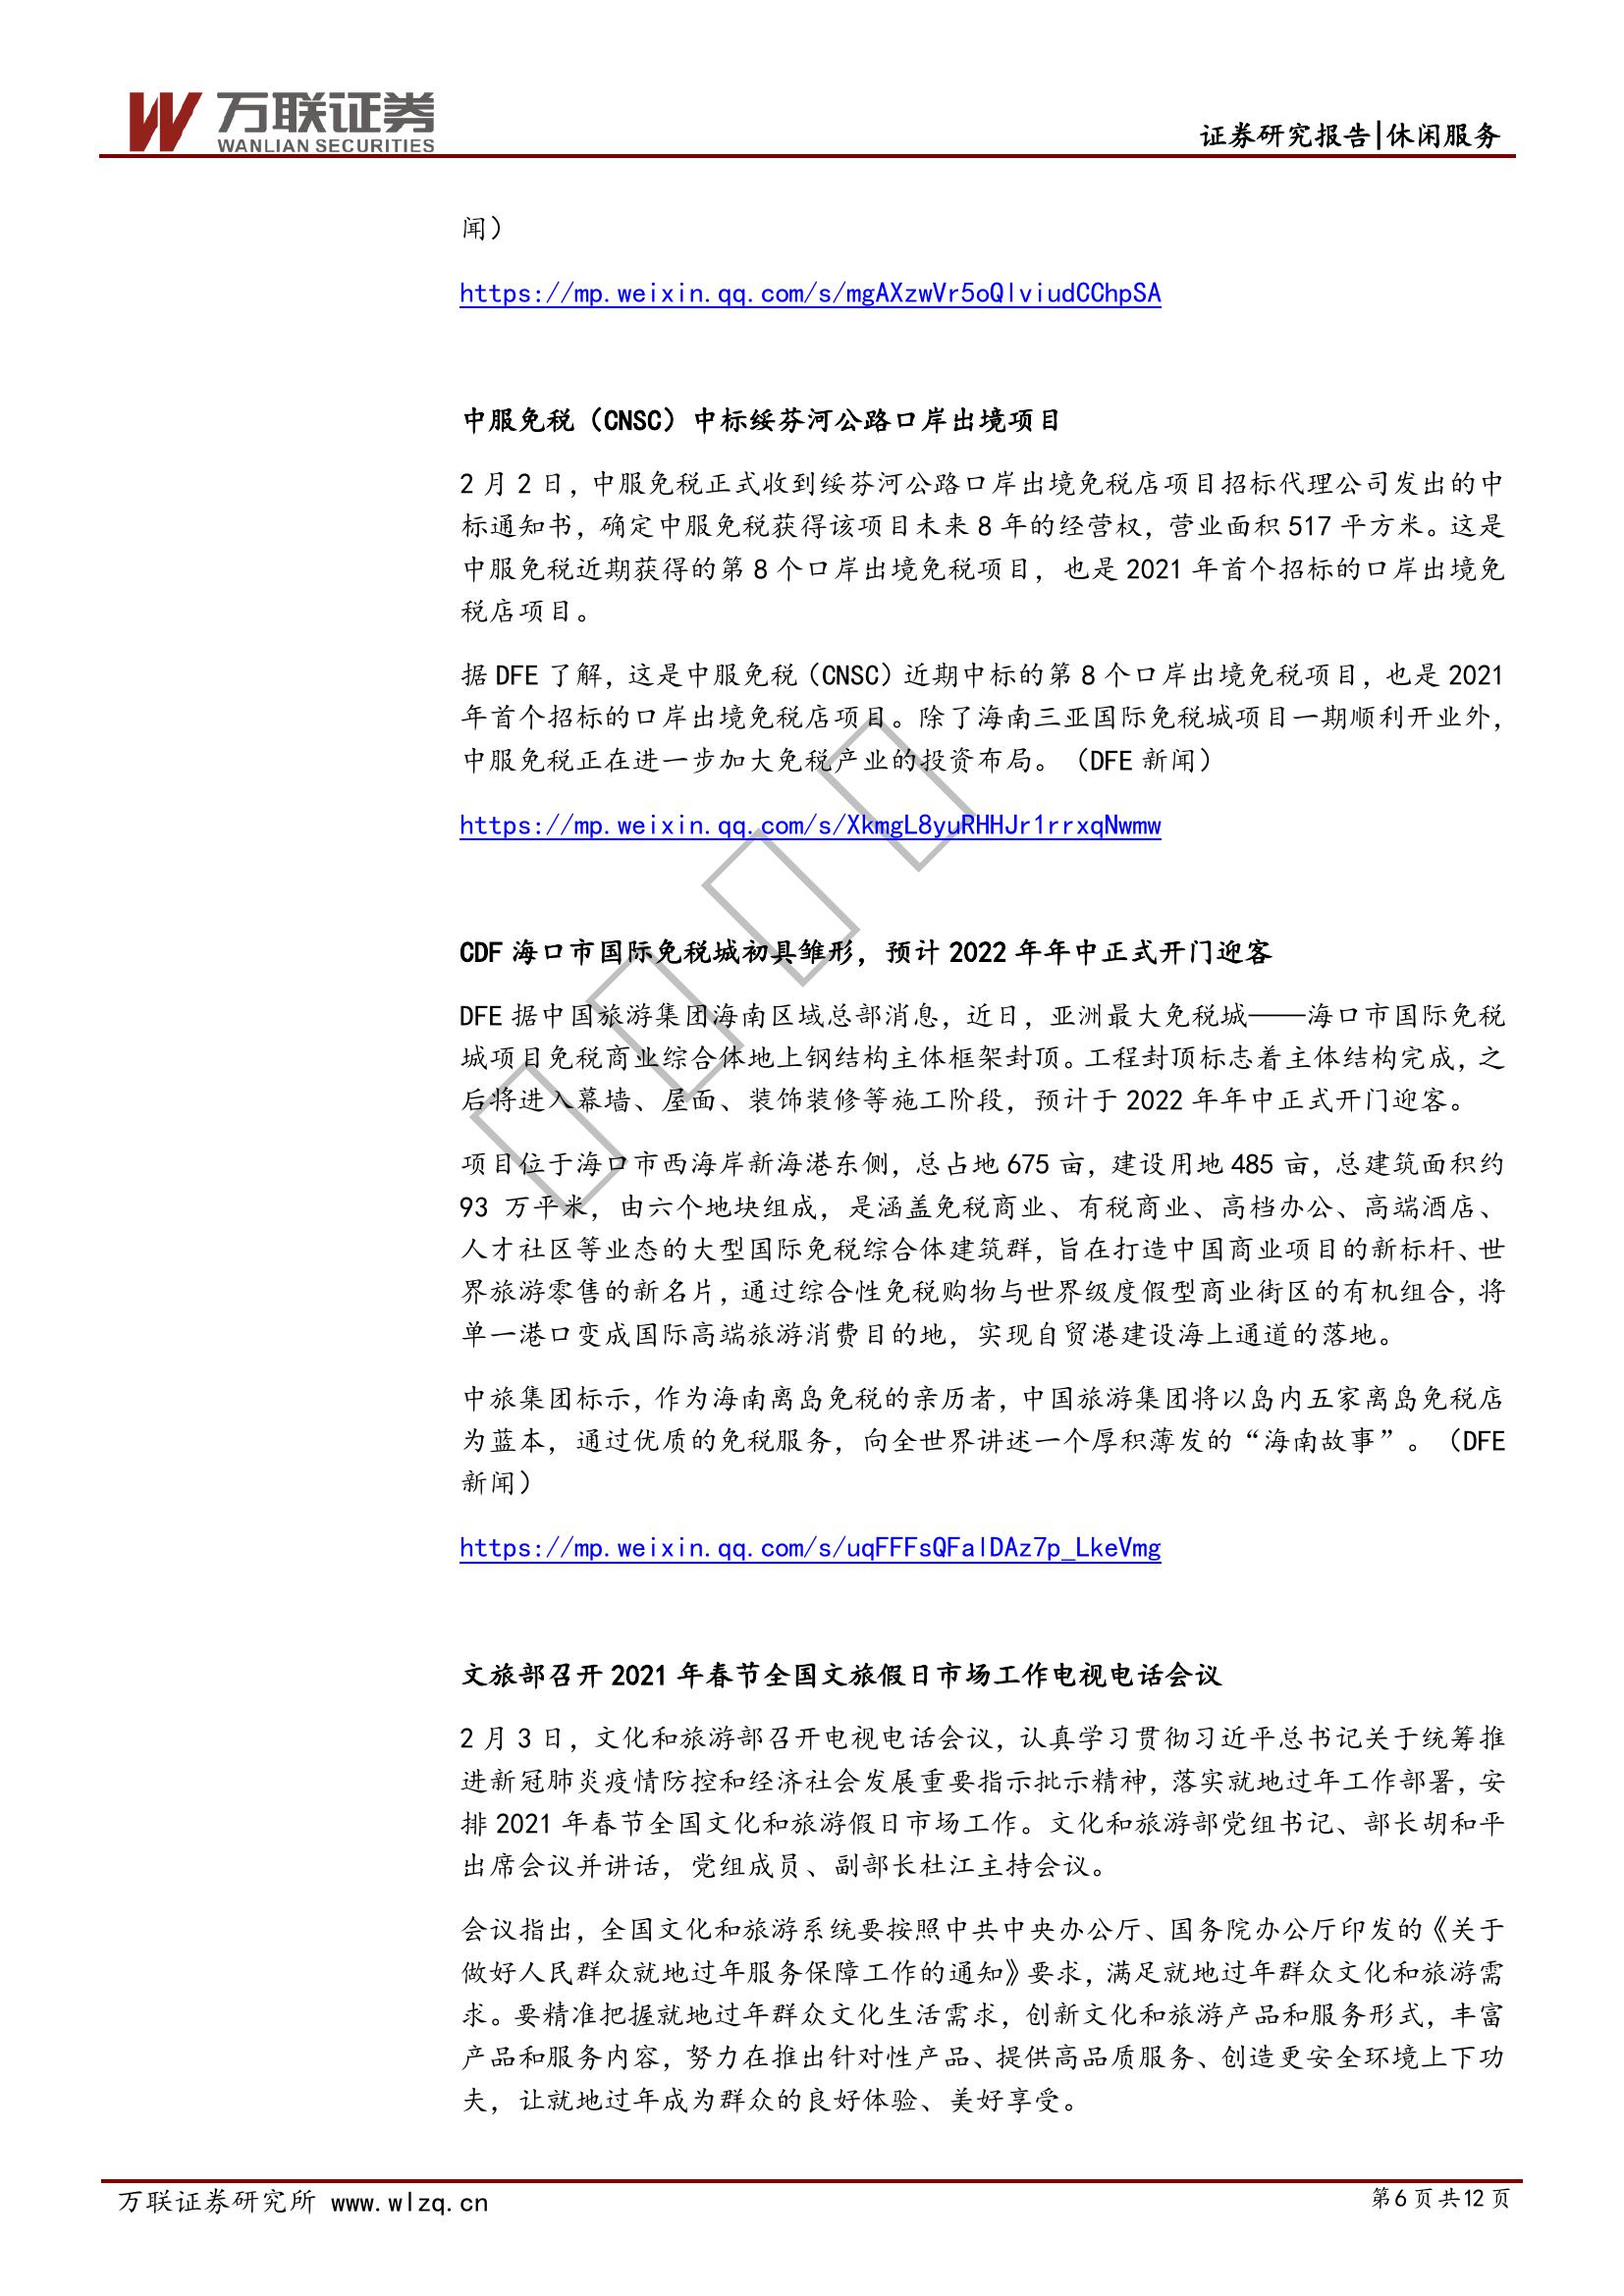 万联证券
WANLIAN SECURITIES
证券研究报告|休闲服务
闻）
https://mp.weixin.qq.com/s/mgAXzwVr5oQlviudCChpSA
中服免税（CNSC）中标绥芬河公路口岸出境项目
2 月 2 日，中服免税正式收到绥芬河公路口岸出境免税店项目招标代理公司发出的中
标通知书，确定中服免税获得该项目未来 8 年的经营权，营业面积 517 平方米。这是
中服免税近期获得的第 8 个口岸出境免税项目，也是 2021 年首个招标的口岸出境免
税店项目。
据 DFE 了解，这是中服免税（CNSC）近期中标的第 8 个口岸出境免税项目，也是 2021
年首个招标的口岸出境免税店项目。除了海南三亚国际免税城项目一期顺利开业外，
中服免税正在进一步加大免税产业的投资布局。（DFE 新闻）
https://mp.weixin.qq.com/s/XkmgL8yuRHHJr1rrxqNwmw
CDF 海口市国际免税城初具雏形，预计 2022 年年中正式开门迎客
DFE 据中国旅游集团海南区域总部消息，近日，亚洲最大免税城——海口市国际免税
城项目免税商业综合体地上钢结构主体框架封顶。工程封顶标志着主体结构完成，之
后将进入幕墙、屋面、装饰装修等施工阶段，预计于 2022 年年中正式开门迎客。
项目位于海口市西海岸新海港东侧，总占地 675 亩，建设用地 485 亩，总建筑面积约
93 万平米，由六个地块组成，是涵盖免税商业、有税商业、高档办公、高端酒店、
人才社区等业态的大型国际免税综合体建筑群，旨在打造中国商业项目的新标杆、世
界旅游零售的新名片，通过综合性免税购物与世界级度假型商业街区的有机组合，将
单一港口变成国际高端旅游消费目的地，实现自贸港建设海上通道的落地。
中旅集团标示，作为海南离岛免税的亲历者，中国旅游集团将以岛内五家离岛免税店
为蓝本，通过优质的免税服务，向全世界讲述一个厚积薄发的“海南故事”。（DFE
新闻）
https://mp.weixin.qq.com/s/uqFFFsQFalDAz7p_LkeVmg
文旅部召开 2021 年春节全国文旅假日市场工作电视电话会议
2 月 3 日，文化和旅游部召开电视电话会议，认真学习贯彻习近平总书记关于统筹推
进新冠肺炎疫情防控和经济社会发展重要指示批示精神，落实就地过年工作部署，安
排 2021 年春节全国文化和旅游假日市场工作。文化和旅游部党组书记、部长胡和平
出席会议并讲话，党组成员、副部长杜江主持会议。
会议指出，全国文化和旅游系统要按照中共中央办公厅、国务院办公厅印发的《关于
做好人民群众就地过年服务保障工作的通知》要求，满足就地过年群众文化和旅游需
求。要精准把握就地过年群众文化生活需求，创新文化和旅游产品和服务形式，丰富
产品和服务内容，努力在推出针对性产品、提供高品质服务、创造更安全环境上下功
夫，让就地过年成为群众的良好体验、美好享受。
万联证券研究所 www.wlzq.cn
第 6 页 共 12 页